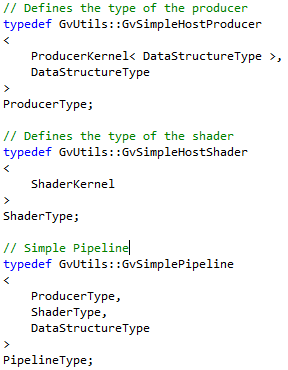 // Defines the type of the producer
typedef GvUtils::GvSimpleHostProducer
<
ProducerKernel< DataStructureType >,
DataStructureType
>
ProducerType;
// Defines the type of the shader
typedef GvUtils::GvSimpleHostShader
<
ShaderKernel
>
ShaderType;
// Simple Pipeline
typedef GvUtils::GvSimplePipeline
<
ProducerType,
ShaderType,
DataStructureType
>
PipelineType;